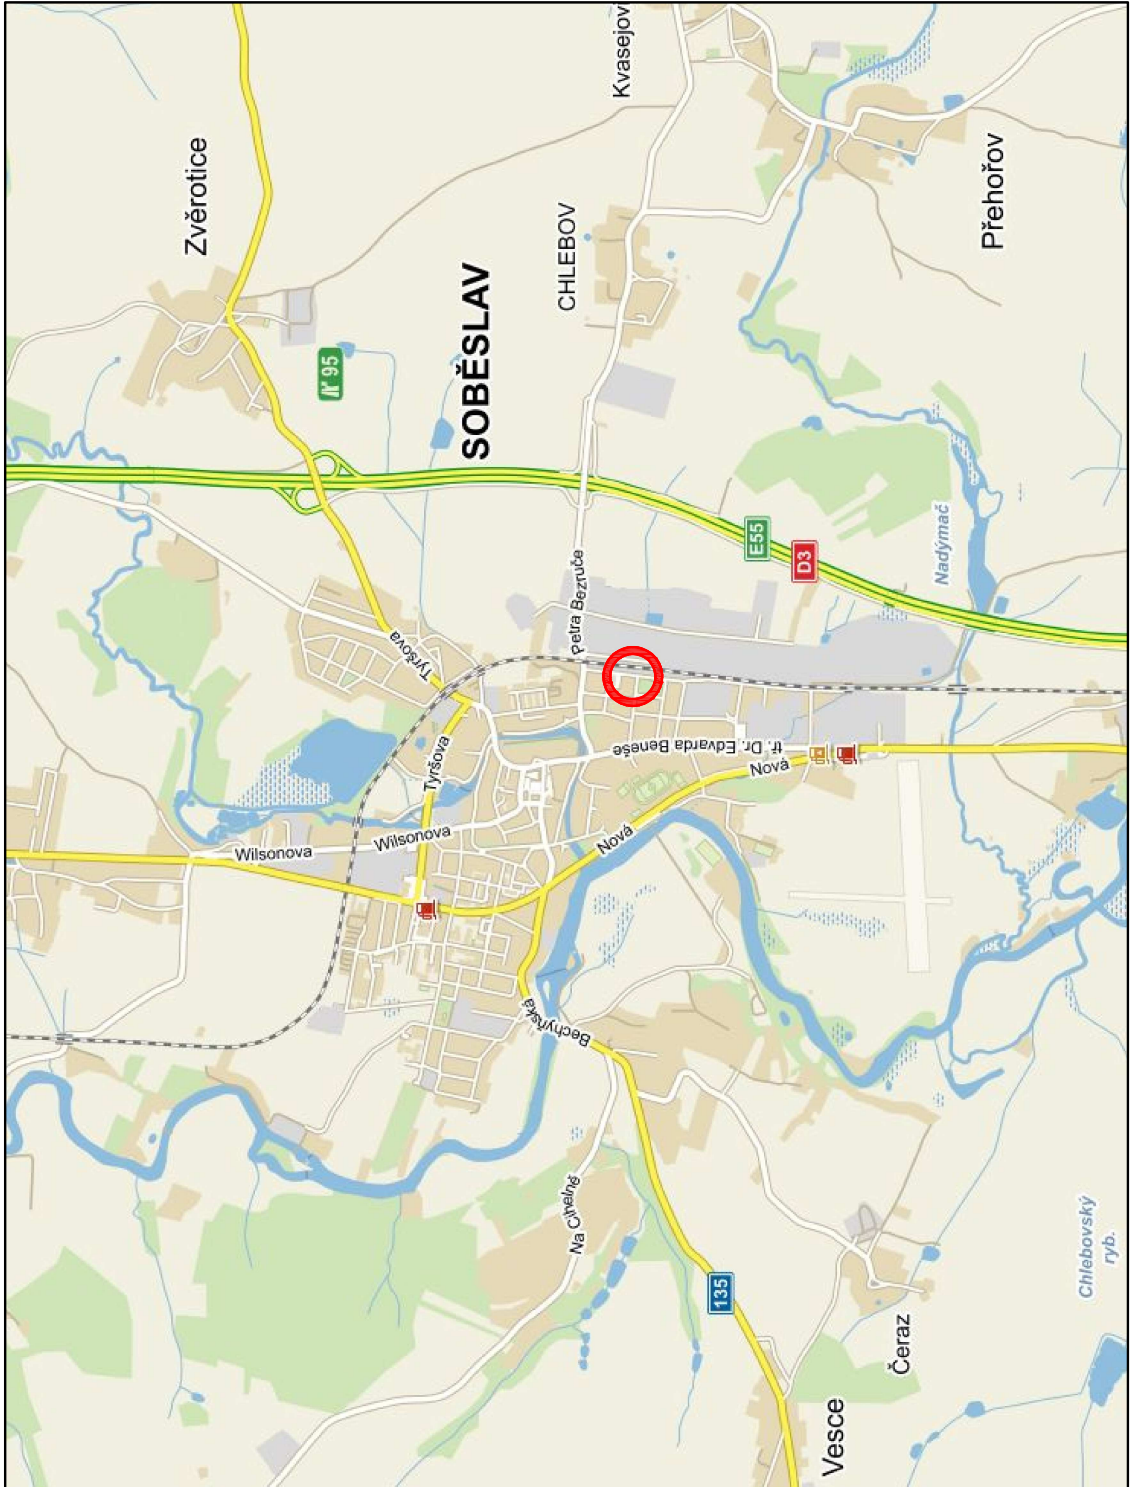 Kvasejovi
Zvěrotice
Přehořov
CHLEBOV
SOBĚSLAV
95
Petra Bezruče
E55
D3
Nadýmač
Tyršova
Tyršova
tř. Dr. Edvarda Beneše
Nová
Nová
Wilsonova
Wilsonova
Bechyňská
Na Cihelně
135
Čeraz
Vesce
Chlebovský
ryb.